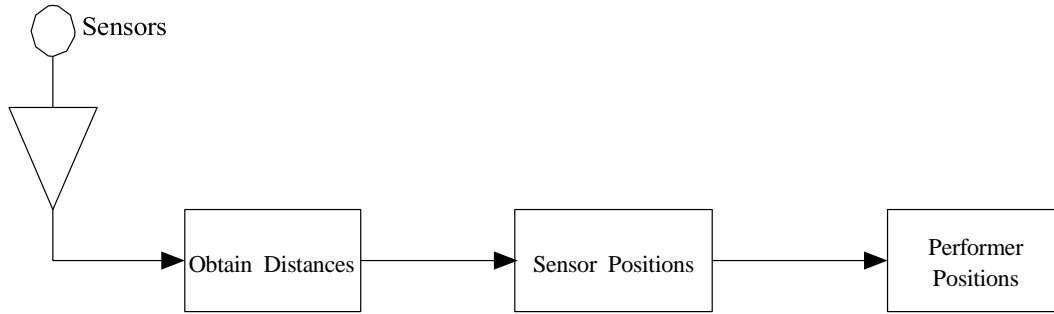 Sensors
Obtain Distances
Sensor Positions
Performer
Positions